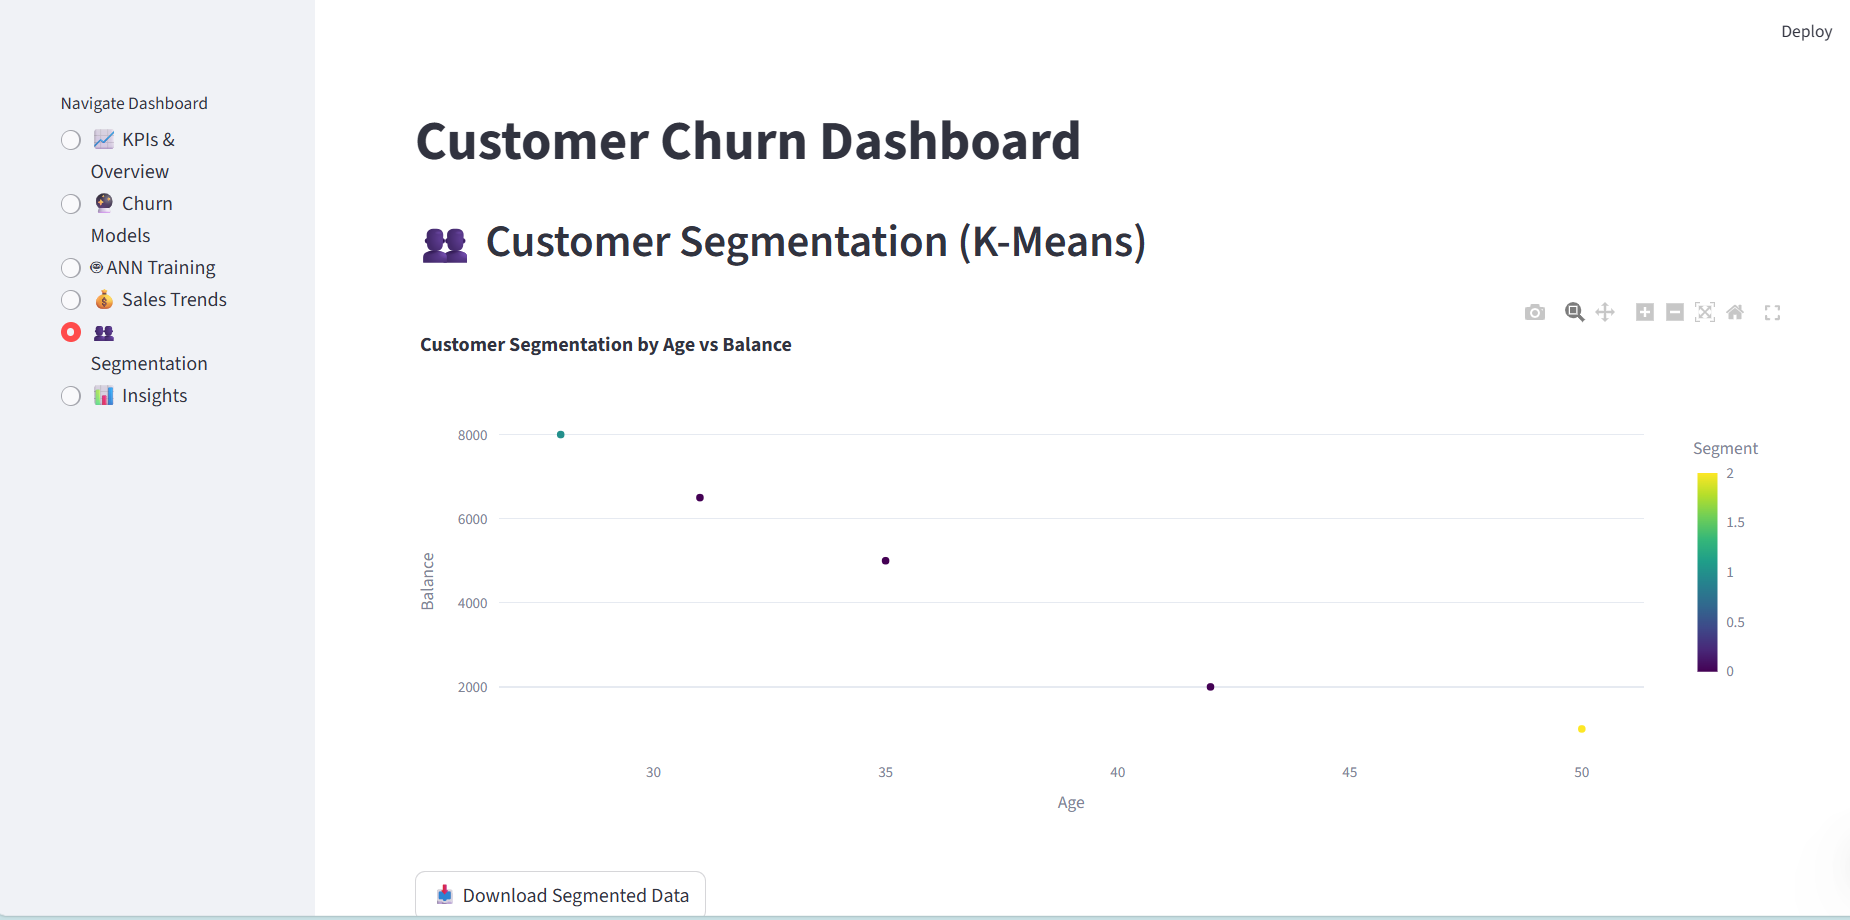 Deploy
Navigate Dashboard
KPIs &
Overview
Churn
Models
ANN Training
Sales Trends
Segmentation
Insights
Customer Churn Dashboard
Customer Segmentation (K-Means)
Customer Segmentation by Age vs Balance
8000
6000
4000
2000
Balance
30 35 40 45 50
Age
Segment
2
1.5
1
0.5
0
Download Segmented Data